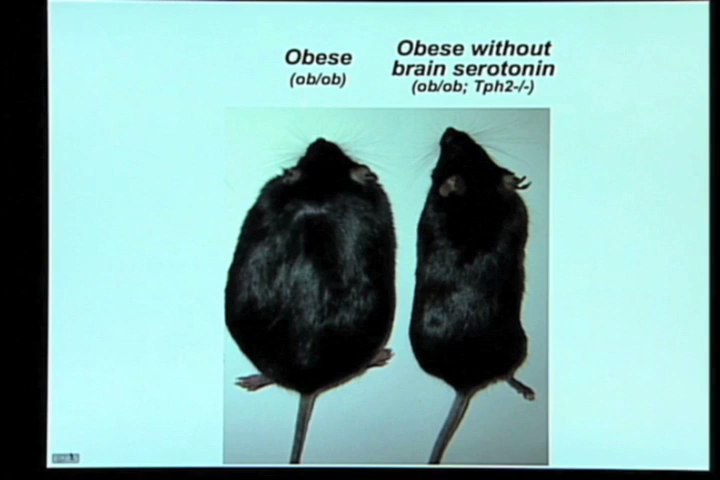 Obese
(ob/ob)
Obese without
brain serotonin
(ob/ob; Tph2-/-)